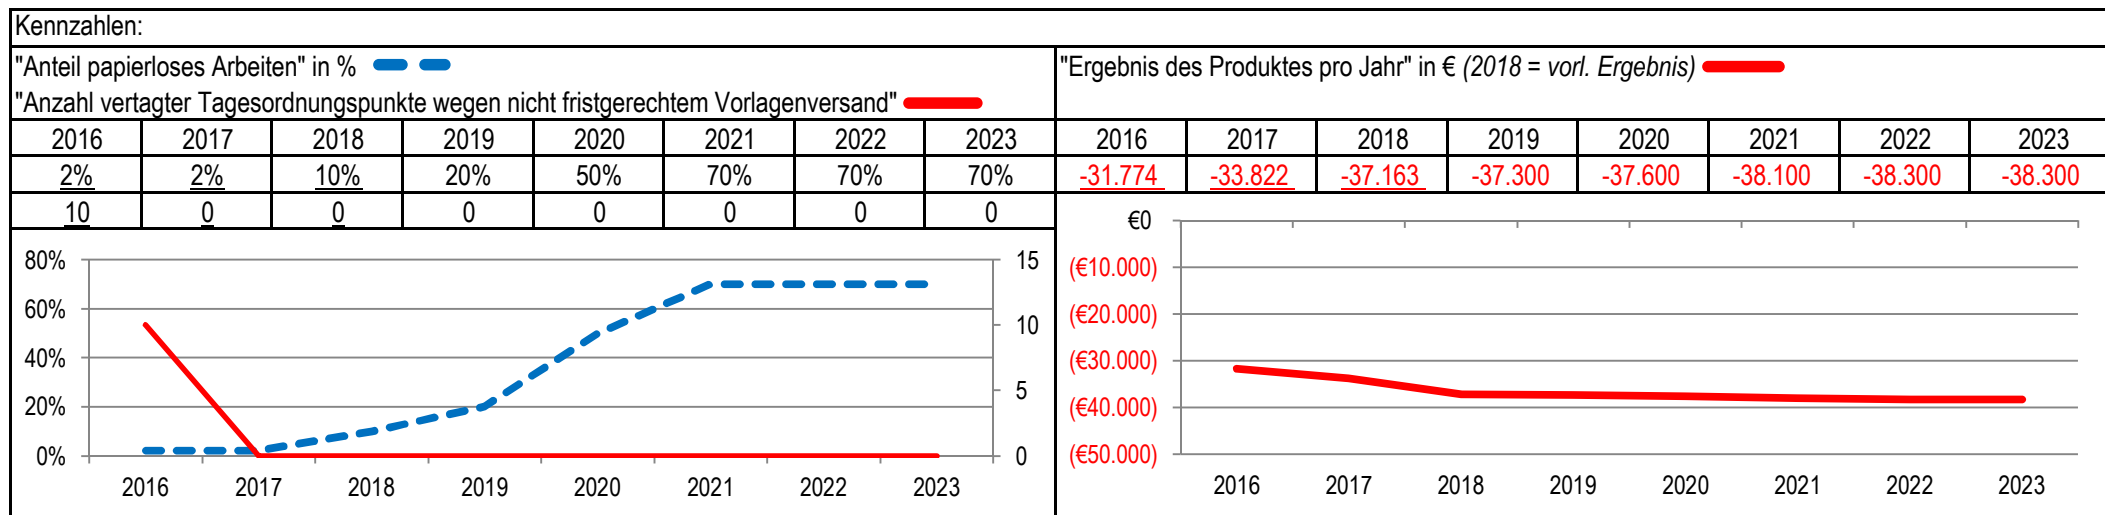 Kennzahlen:
"Anteil papierloses Arbeiten" in %
"Anzahl vertagter Tagesordnungspunkte wegen nicht fristgerechtem Vorlagenversand"
2016 2017 2018 2019 2020 2021 2022 2023
2% 2% 10% 20% 50% 70% 70% 70%
10 0 0 0 0 0 0 0
80%
60%
40%
20%
0%
15
10
5
0
2016 2017 2018 2019 2020 2021 2022 2023
"Ergebnis des Produktes pro Jahr" in € (2018 = vorl. Ergebnis)
2016 2017 2018 2019 2020 2021 2022 2023
-31.774 -33.822 -37.163 -37.300 -37.600 -38.100 -38.300 -38.300
€0
(€10.000)
(€20.000)
(€30.000)
(€40.000)
(€50.000)
2016 2017 2018 2019 2020 2021 2022 2023